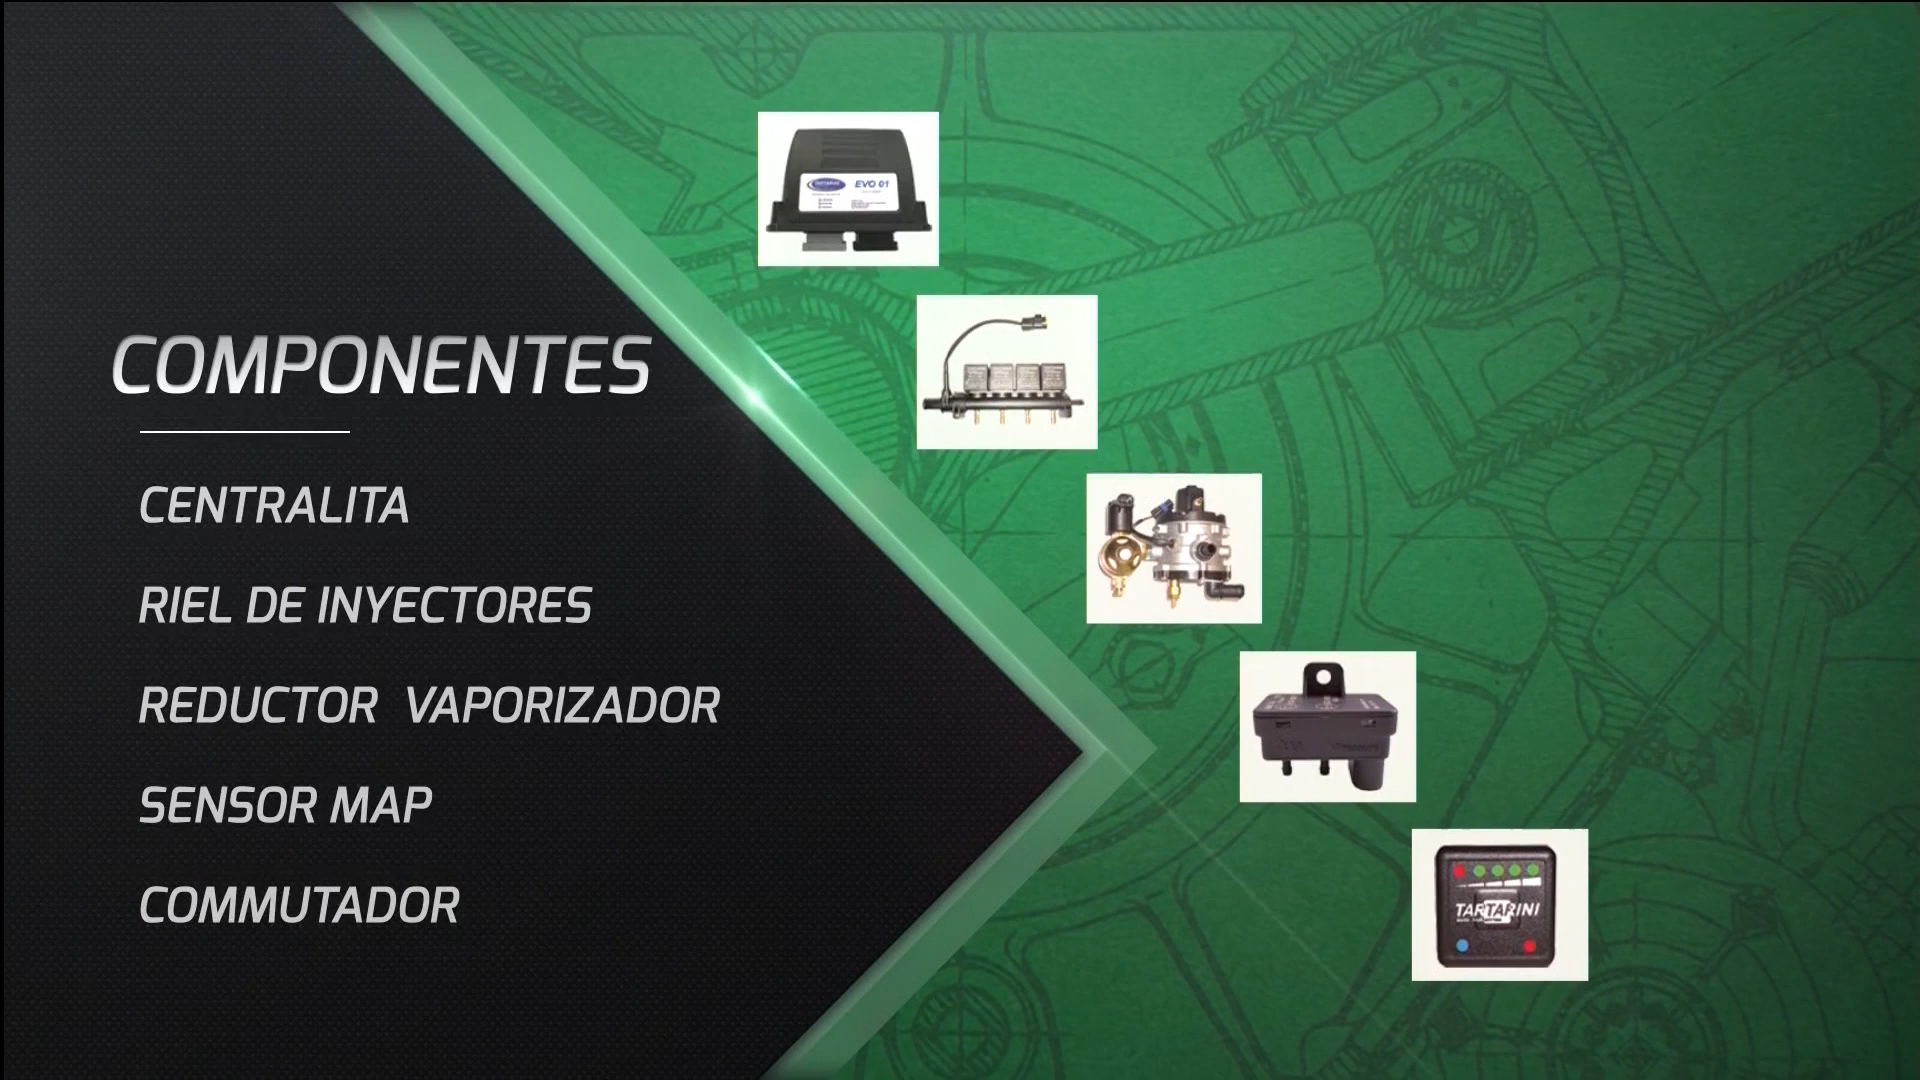 COMPONENTES
CENTRALITA
RIEL DE INYECTORES
REDUCTOR VAPORIZADOR
SENSOR MAP
COMMUTADOR
EVO 01
TARTARINI